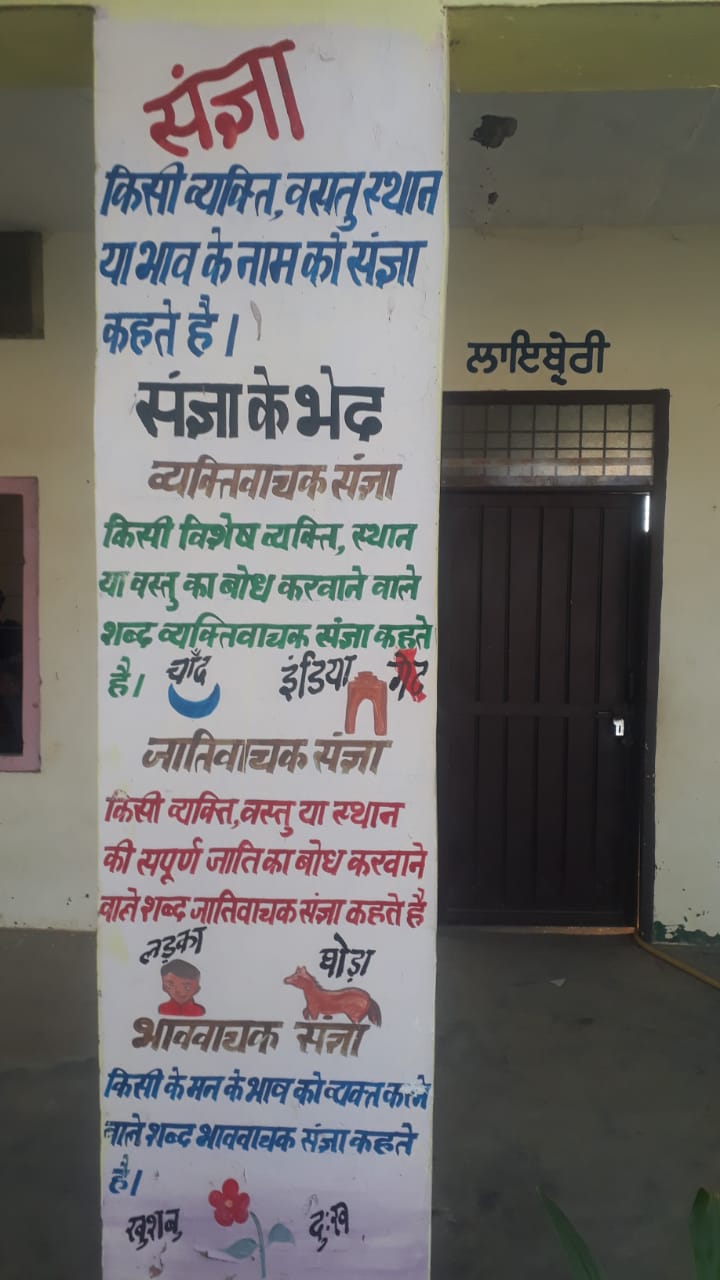 संज्ञा
किसी व्यक्ति, वसतु स्थान
या भाव के नाम को संज्ञा
कहते है।
ਲਾਇਬ੍ਰੇਰੀ
संज्ञा के भेद
व्यक्तिवाचक संज्ञा
किसी विशेष व्यक्ति, स्थान
या वस्तु का बोध करवाने वाले
शब्द व्यक्तिवाचक संज्ञा कहते
है। चाँद इंडिया गेट
जातिवाचक संज्ञा
किसी व्यक्ति, वस्तु या स्थान
की सपूर्ण जाति का बोध करवाने
वाले शब्द जातिवाचक संज्ञा कहते है
लड़का घोड़ा
भाववाचक संज्ञा
किसी के मन के भाव को व्यक्त करने
वाले शब्द भाववाचक संज्ञा कहते
है।
खुशबु दुःख